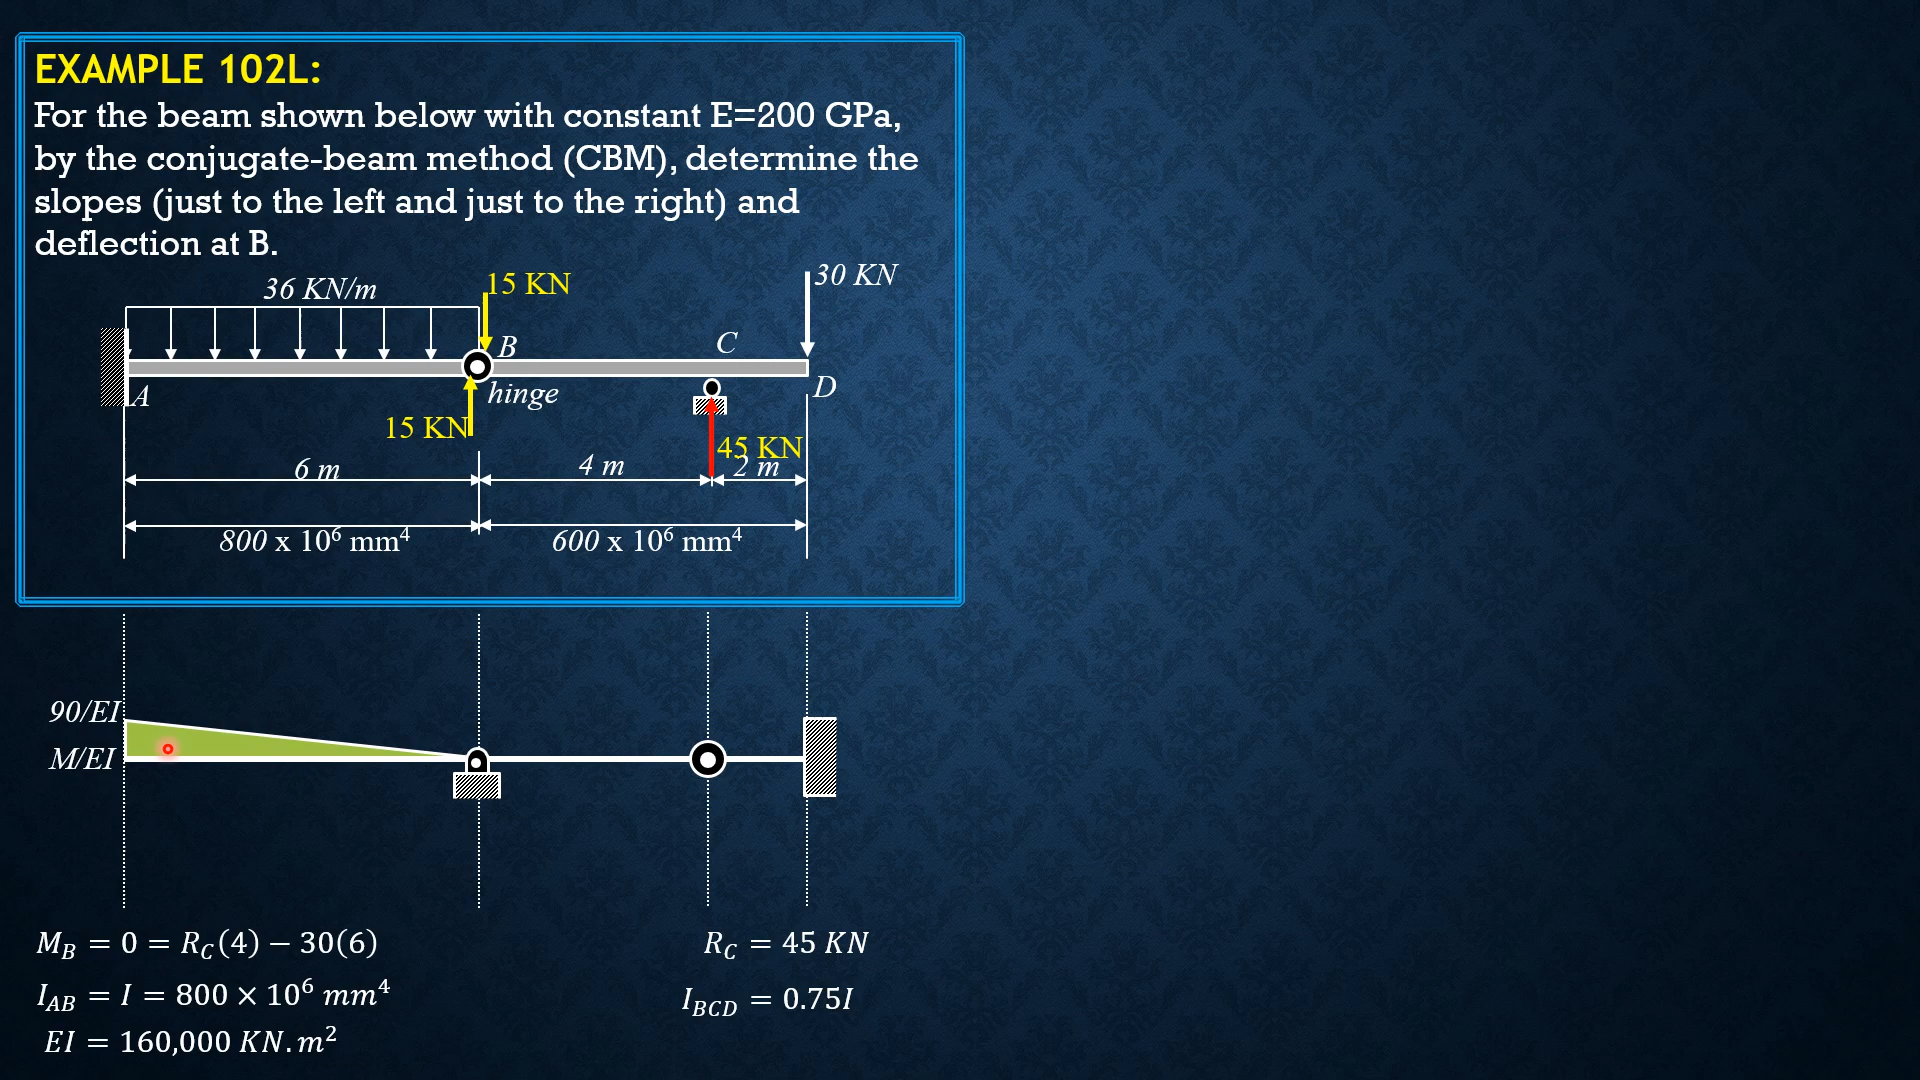 EXAMPLE 102L:
For the beam shown below with constant E=200 GPa,
by the conjugate-beam method (CBM), determine the
slopes (just to the left and just to the right) and
deflection at B.
36 KN/m
15 KN
30 KN
B
C
A
hinge
D
15 KN
45 KN
6 m
4 m
2 m
800 x 10⁶ mm⁴
600 x 10⁶ mm⁴
90/EI
M/EI
M_B = 0 = R_C(4) − 30(6)
R_C = 45 KN
I_AB = I = 800 × 10⁶ mm⁴
I_BCD = 0.75I
EI = 160,000 KN.m²